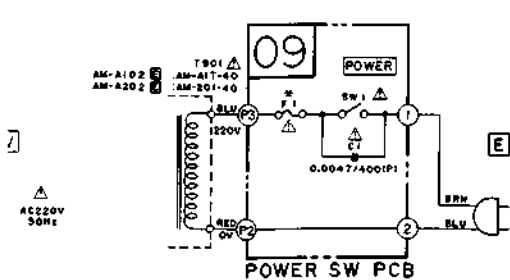 09
T901 ⚠
AM-A102 E AM-A1T-40
AM-A202 E AM-201-40
POWER
*
F1
⚠
SW1 ⚠
BLU
220V
P3
1
⚠
C1
0.0047/400(P)
E
⚠
AC220V
50Hz
BRN
RED
0V
P2
2
BLU
POWER SW PCB